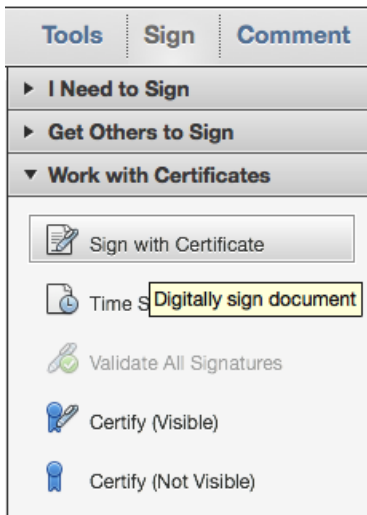 Tools Sign Comment
I Need to Sign
Get Others to Sign
Work with Certificates
Sign with Certificate
Time S
Digitally sign document
Validate All Signatures
Certify (Visible)
Certify (Not Visible)